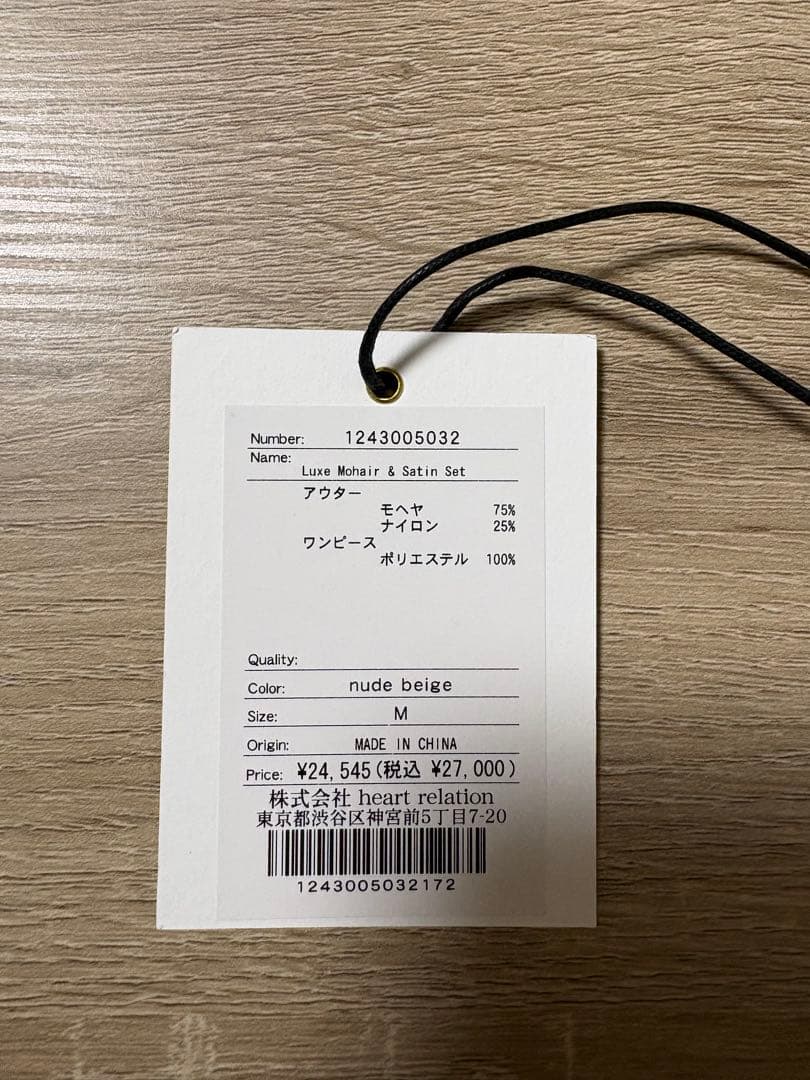 Number: 1243005032
Name:
Luxe Mohair & Satin Set
アウター
モヘヤ 75%
ナイロン 25%
ワンピース
ポリエステル 100%
Quality:
Color: nude beige
Size: M
Origin: MADE IN CHINA
Price: ¥24,545(税込 ¥27,000)
株式会社 heart relation
東京都渋谷区神宮前5丁目7-20
1243005032172